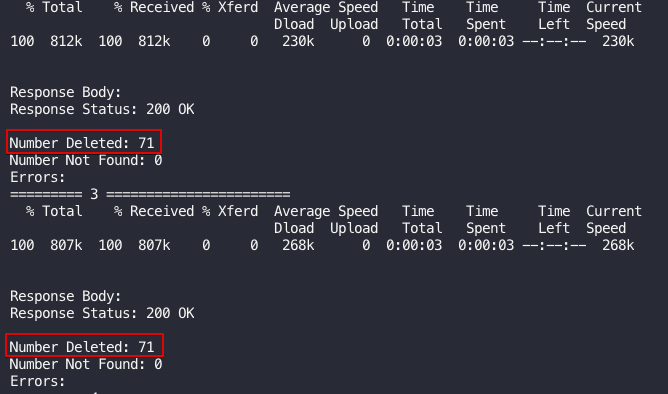 % Total % Received % Xferd Average Speed Time Time Time Current
Dload Upload Total Spent Left Speed
100 812k 100 812k 0 0 230k 0 0:00:03 0:00:03 --:--:-- 230k
Response Body:
Response Status: 200 OK
Number Deleted: 71
Number Not Found: 0
Errors:
========= 3 =======================
% Total % Received % Xferd Average Speed Time Time Time Current
Dload Upload Total Spent Left Speed
100 807k 100 807k 0 0 268k 0 0:00:03 0:00:03 --:--:-- 268k
Response Body:
Response Status: 200 OK
Number Deleted: 71
Number Not Found: 0
Errors: